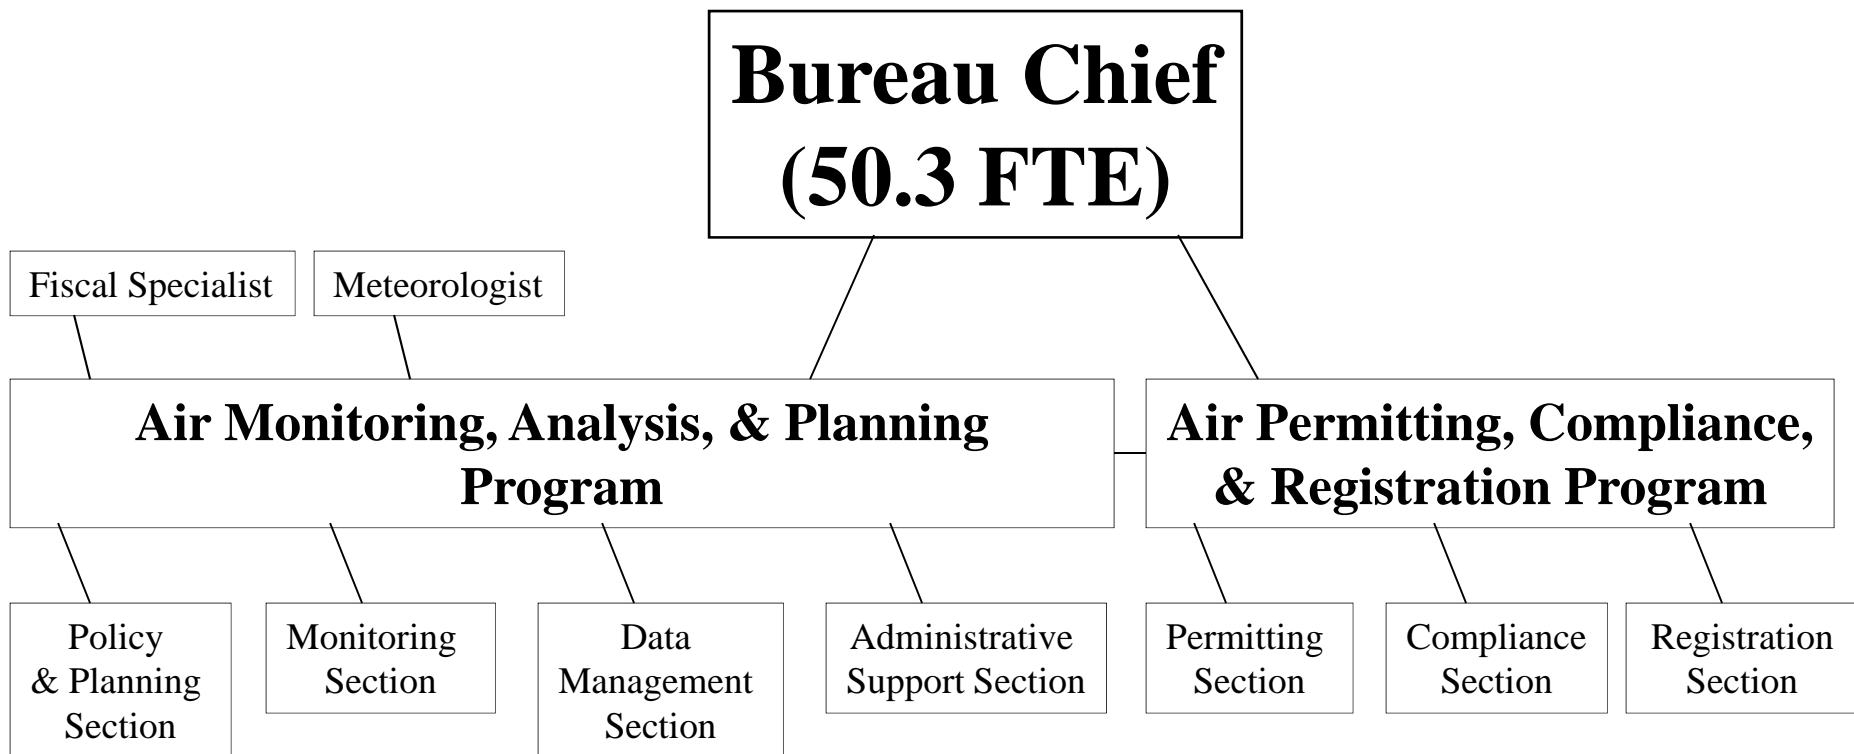 Bureau Chief
(50.3 FTE)
Fiscal Specialist
Meteorologist
Air Monitoring, Analysis, & Planning
Program
Air Permitting, Compliance,
& Registration Program
Policy
& Planning
Section
Monitoring
Section
Data
Management
Section
Administrative
Support Section
Permitting
Section
Compliance
Section
Registration
Section